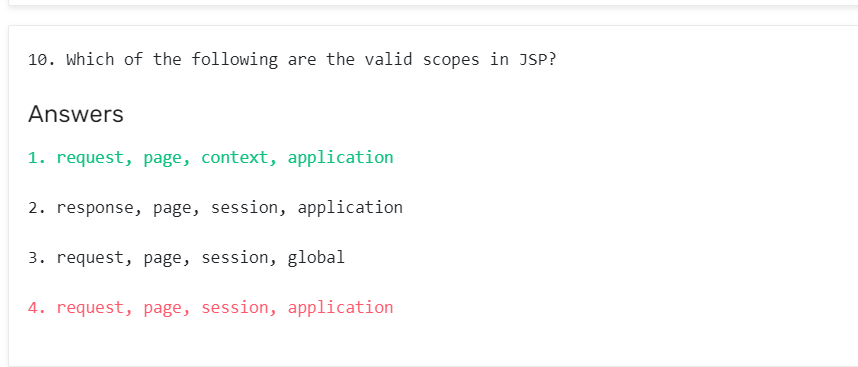 10. Which of the following are the valid scopes in JSP?
Answers
1. request, page, context, application
2. response, page, session, application
3. request, page, session, global
4. request, page, session, application